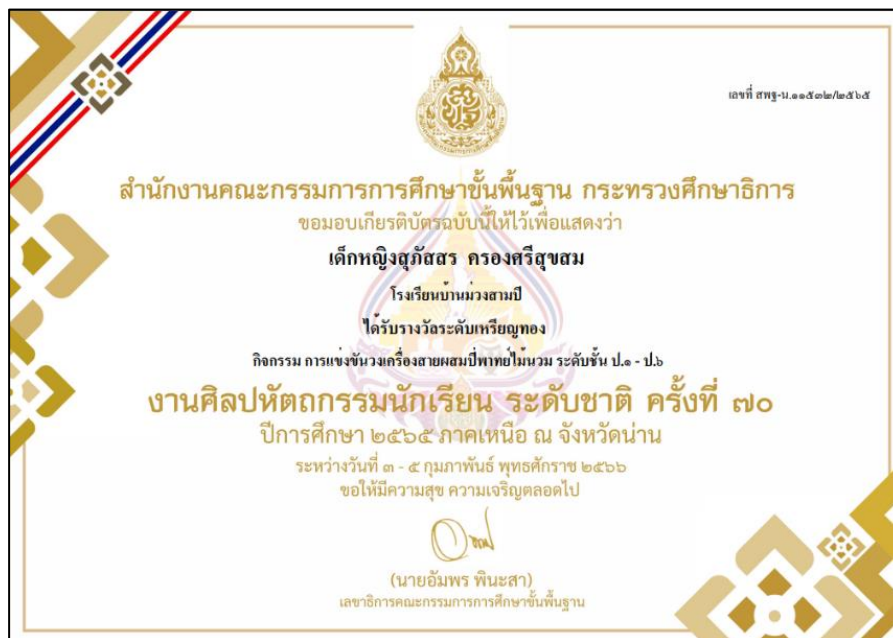 เลขที่ สพฐ-น.๑๑๕๓๒/๒๕๖๕
สำนักงานคณะกรรมการการศึกษาขั้นพื้นฐาน กระทรวงศึกษาธิการ
ขอมอบเกียรติบัตรฉบับนี้ให้ไว้เพื่อแสดงว่า
เด็กหญิงสุภัสสร ครองศรีสุขสม
โรงเรียนบ้านม่วงสามปี
ได้รับรางวัลระดับเหรียญทอง
กิจกรรม การแข่งขันวงเครื่องสายผสมปี่พาทย์ไม้นวม ระดับชั้น ป.๑ - ป.๖
งานศิลปหัตถกรรมนักเรียน ระดับชาติ ครั้งที่ ๗๐
ปีการศึกษา ๒๕๖๕ ภาคเหนือ ณ จังหวัดน่าน
ระหว่างวันที่ ๓ - ๕ กุมภาพันธ์ พุทธศักราช ๒๕๖๖
ขอให้มีความสุข ความเจริญตลอดไป
(นายอัมพร พินะสา)
เลขาธิการคณะกรรมการการศึกษาขั้นพื้นฐาน